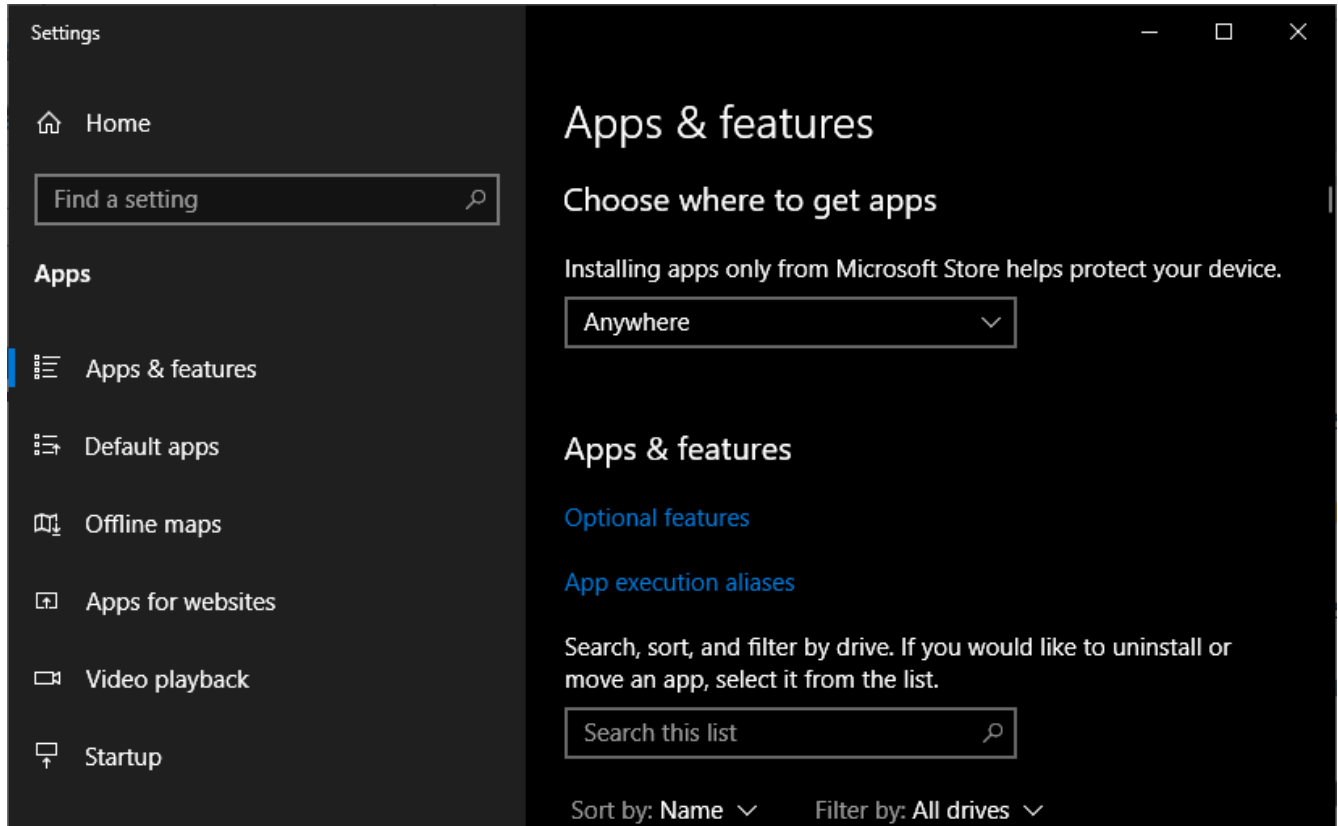 Settings
Home
Find a setting
Apps
Apps & features
Default apps
Offline maps
Apps for websites
Video playback
Startup
Apps & features
Choose where to get apps
Installing apps only from Microsoft Store helps protect your device.
Anywhere
Apps & features
Optional features
App execution aliases
Search, sort, and filter by drive. If you would like to uninstall or
move an app, select it from the list.
Search this list
Sort by: Name Filter by: All drives